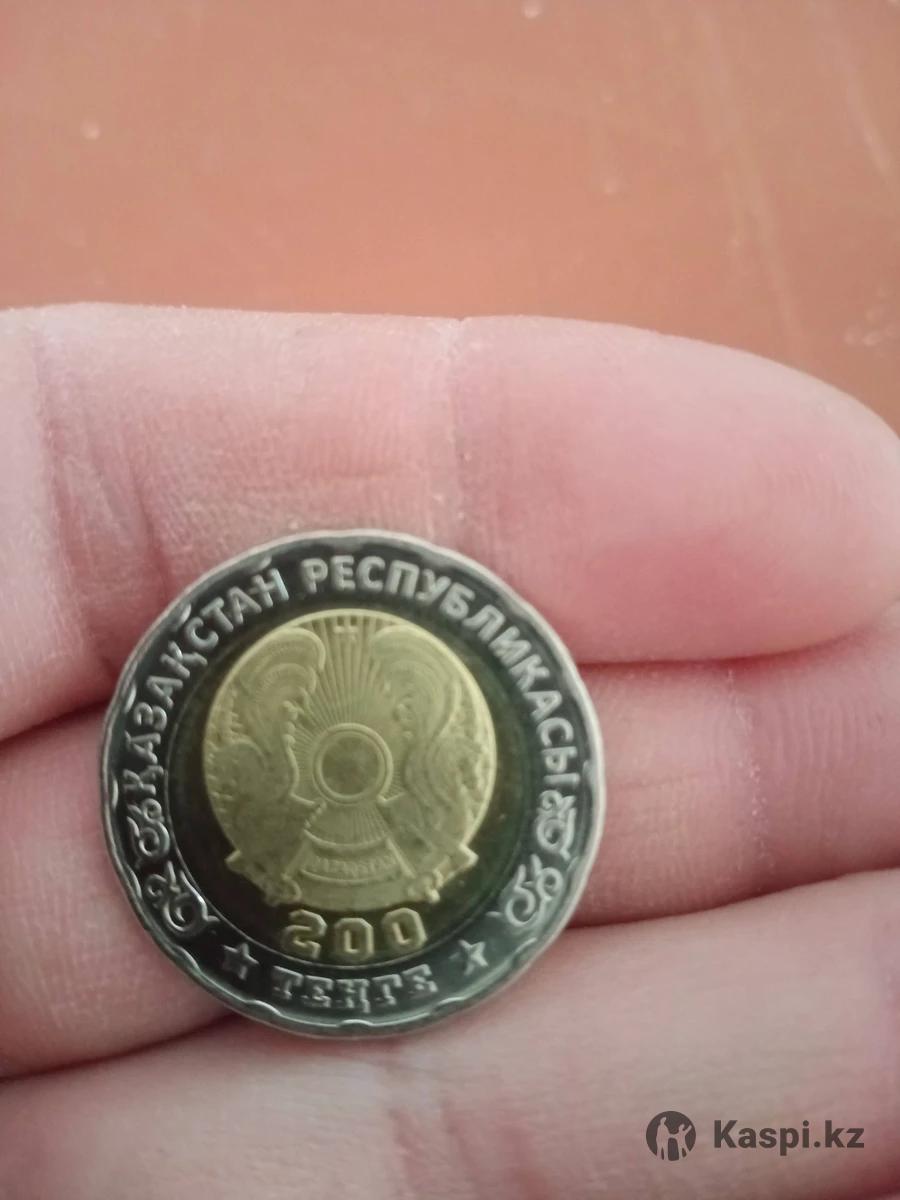 ҚАЗАҚСТАН РЕСПУБЛИКАСЫ
200
ТЕҢГЕ
Kaspi.kz